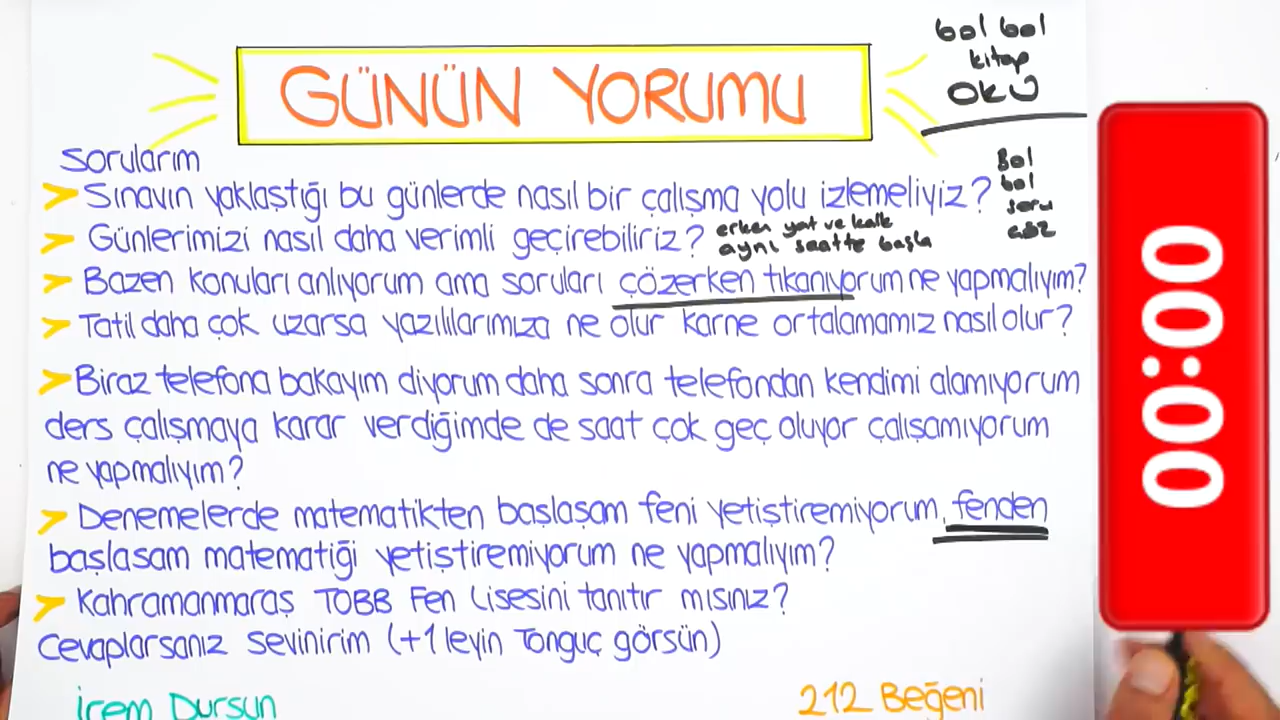 bol bol
kitap
OKU
GÜNÜN YORUMU
Sorularım
Bol
bol
soru
çöz
➤ Sınavın yaklaştığı bu günlerde nasıl bir çalışma yolu izlemeliyiz?
➤ Günlerimizi nasıl daha verimli geçirebiliriz?
erken yat ve kalk
aynı saatte başla
➤ Bazen konuları anlıyorum ama soruları çözerken tıkanıyorum ne yapmalıyım?
➤ Tatil daha çok uzarsa yazılılarımıza ne olur karne ortalamamız nasıl olur?
➤ Biraz telefona bakayım diyorum daha sonra telefondan kendimi alamıyorum
ders çalışmaya karar verdiğimde de saat çok geç oluyor çalışamıyorum
ne yapmalıyım?
➤ Denemelerde matematikten başlasam feni yetiştiremiyorum, fenden
başlasam matematiği yetiştiremiyorum ne yapmalıyım?
➤ Kahramanmaraş TOBB Fen Lisesini tanıtır mısınız?
Cevaplarsanız sevinirim (+1 leyin Tonguç görsün)
İrem Dursun
212 Beğeni
00:00